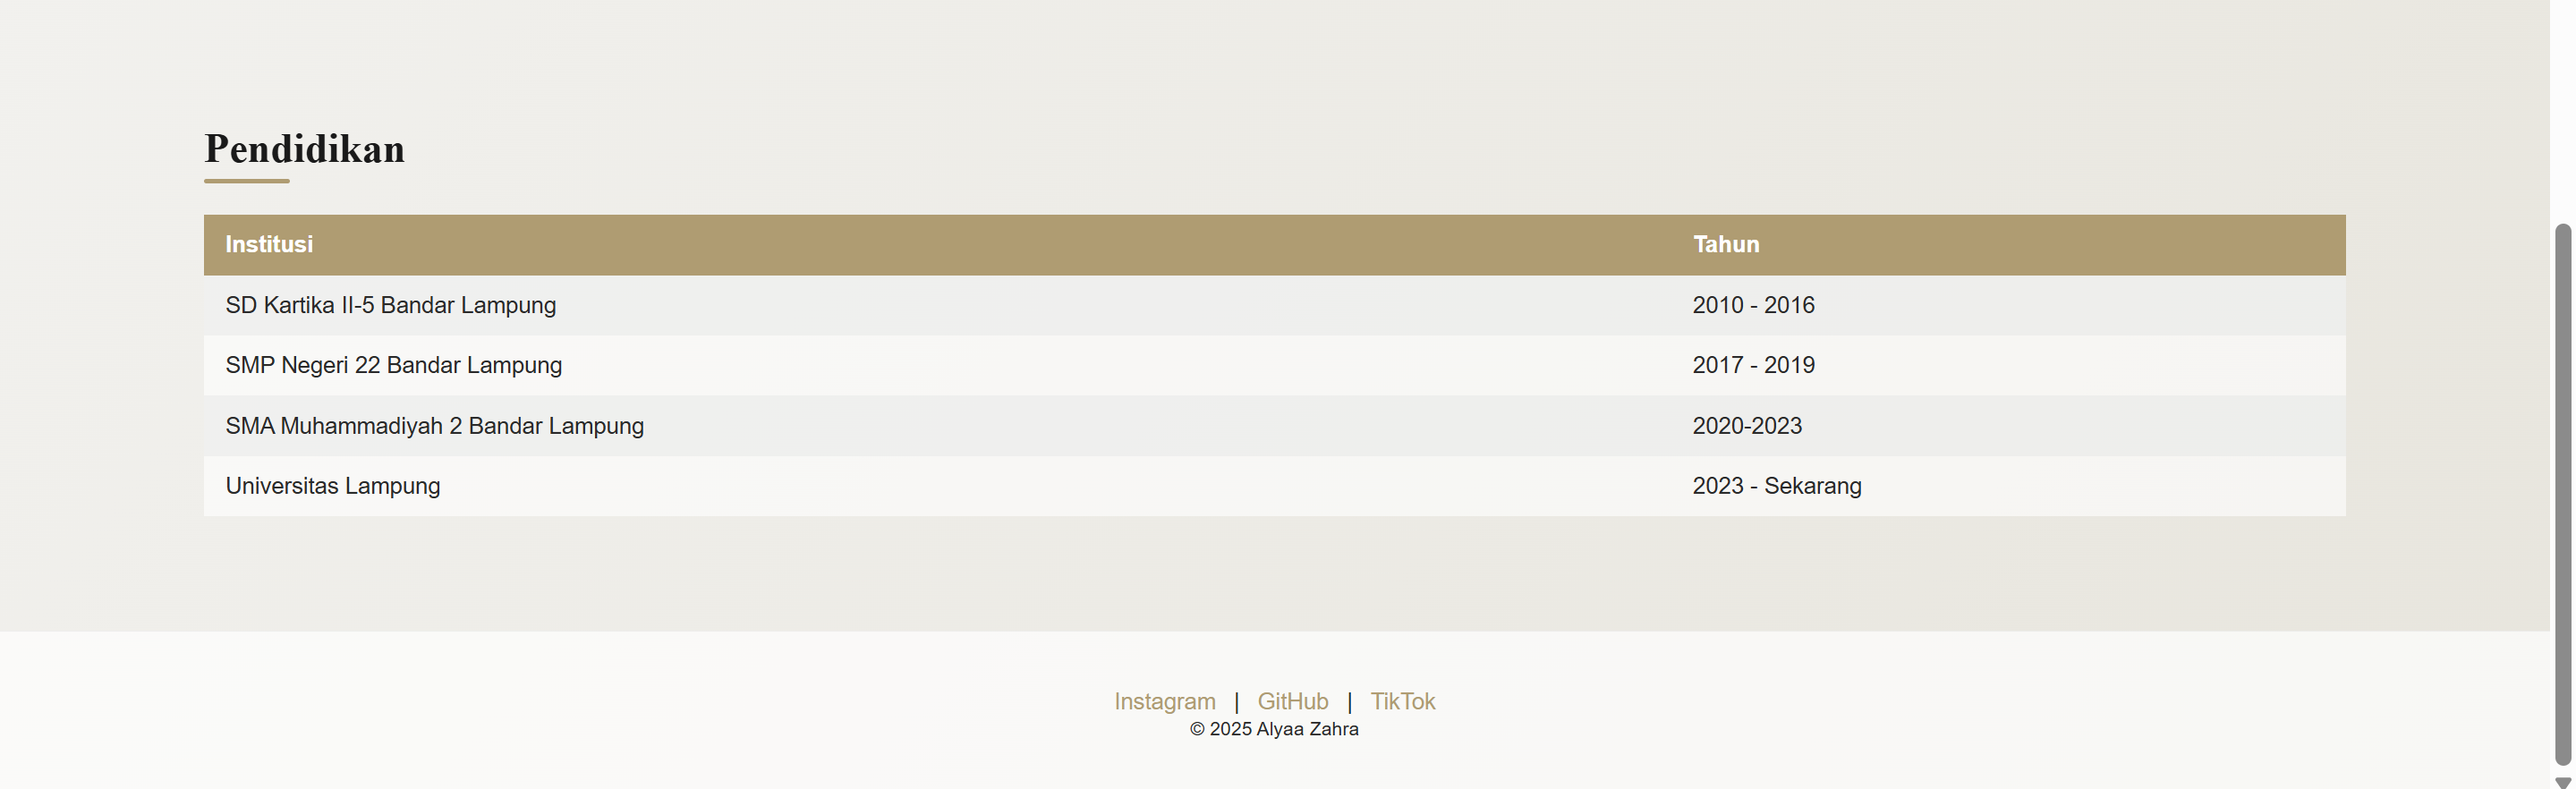 Pendidikan
Institusi Tahun
SD Kartika II-5 Bandar Lampung 2010 - 2016
SMP Negeri 22 Bandar Lampung 2017 - 2019
SMA Muhammadiyah 2 Bandar Lampung 2020-2023
Universitas Lampung 2023 - Sekarang
Instagram | GitHub | TikTok
© 2025 Alyaa Zahra